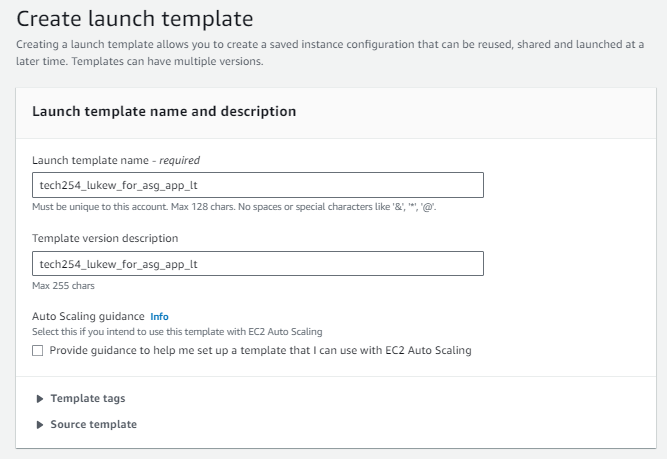 Create launch template
Creating a launch template allows you to create a saved instance configuration that can be reused, shared and launched at a
later time. Templates can have multiple versions.
Launch template name and description
Launch template name - required
tech254_lukew_for_asg_app_lt
Must be unique to this account. Max 128 chars. No spaces or special characters like '&', '*', '@'.
Template version description
tech254_lukew_for_asg_app_lt
Max 255 chars
Auto Scaling guidance Info
Select this if you intend to use this template with EC2 Auto Scaling
Provide guidance to help me set up a template that I can use with EC2 Auto Scaling
Template tags
Source template